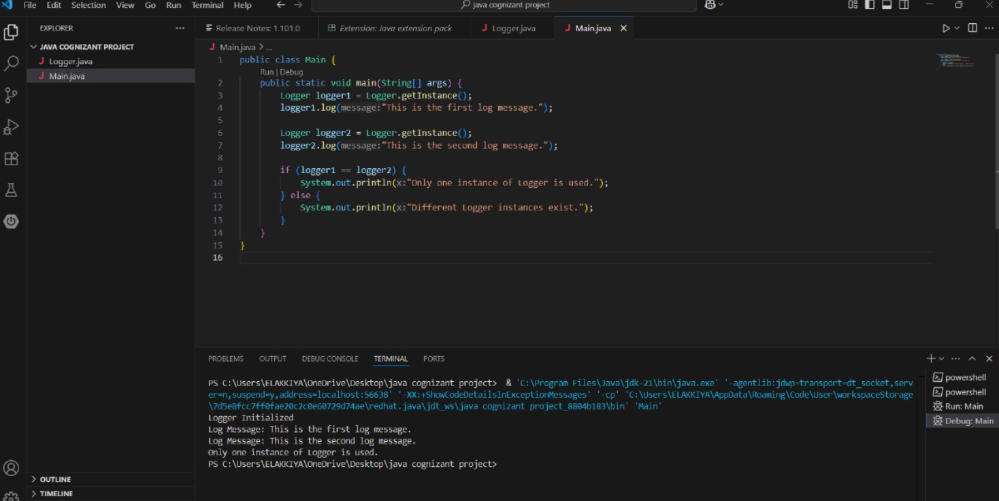 File Edit Selection View Go Run Terminal Help
java cognizant project
EXPLORER
JAVA COGNIZANT PROJECT
J Logger.java
J Main.java
Release Notes: 1.101.0
Extension: Java extension pack
J Logger.java
J Main.java
J Main.java > ...
1 public class Main {
Run | Debug
2 public static void main(String[] args) {
3 Logger logger1 = Logger.getInstance();
4 logger1.log(message:"This is the first log message.");
5
6 Logger logger2 = Logger.getInstance();
7 logger2.log(message:"This is the second log message.");
8
9 if (logger1 == logger2) {
10 System.out.println(x:"Only one instance of Logger is used.");
11 } else {
12 System.out.println(x:"Different Logger instances exist.");
13 }
14 }
15 }
16
PROBLEMS OUTPUT DEBUG CONSOLE TERMINAL PORTS
PS C:\Users\ELAKKIYA\OneDrive\Desktop\java cognizant project> & 'C:\Program Files\Java\jdk-21\bin\java.exe' '-agentlib:jdwp=transport=dt_socket,serv
er=n,suspend=y,address=localhost:56638' '-XX:+ShowCodeDetailsInExceptionMessages' '-cp' 'C:\Users\ELAKKIYA\AppData\Roaming\Code\User\workspaceStorage
\7d5e8fcc7ff0fae20c2c0e60729d74ae\redhat.java\jdt_ws\java cognizant project_8804b183\bin' 'Main'
Logger Initialized
Log Message: This is the first log message.
Log Message: This is the second log message.
Only one instance of Logger is used.
PS C:\Users\ELAKKIYA\OneDrive\Desktop\java cognizant project>
powershell
powershell
Run: Main
Debug: Main
OUTLINE
TIMELINE